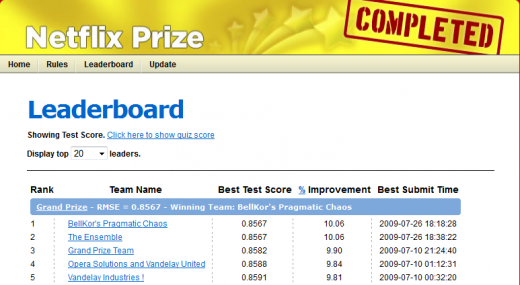 Netflix Prize
COMPLETED
Home Rules Leaderboard Update
Leaderboard
Showing Test Score. Click here to show quiz score
Display top 20 leaders.
Rank Team Name Best Test Score % Improvement Best Submit Time
Grand Prize - RMSE = 0.8567 - Winning Team: BellKor's Pragmatic Chaos
1 BellKor's Pragmatic Chaos 0.8567 10.06 2009-07-26 18:18:28
2 The Ensemble 0.8567 10.06 2009-07-26 18:38:22
3 Grand Prize Team 0.8582 9.90 2009-07-10 21:24:40
4 Opera Solutions and Vandelay United 0.8588 9.84 2009-07-10 01:12:31
5 Vandelay Industries ! 0.8591 9.81 2009-07-10 00:32:20